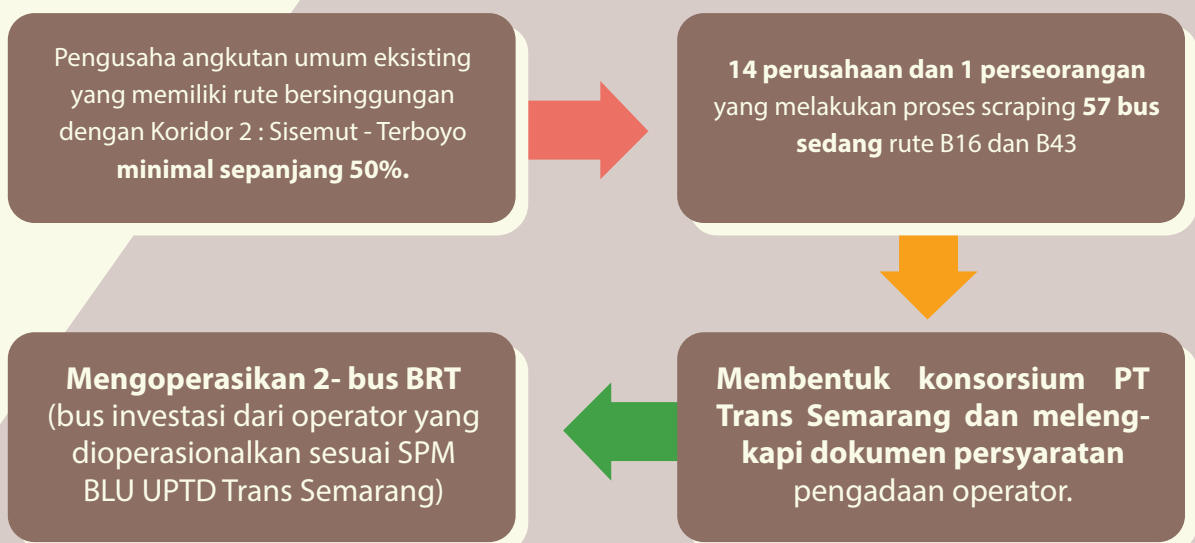 Pengusaha angkutan umum eksisting
yang memiliki rute bersinggungan
dengan Koridor 2 : Sisemut - Terboyo
minimal sepanjang 50%.
14 perusahaan dan 1 perseorangan
yang melakukan proses scraping 57 bus
sedang rute B16 dan B43
Membentuk konsorsium PT
Trans Semarang dan meleng-
kapi dokumen persyaratan
pengadaan operator.
Mengoperasikan 2- bus BRT
(bus investasi dari operator yang
dioperasionalkan sesuai SPM
BLU UPTD Trans Semarang)